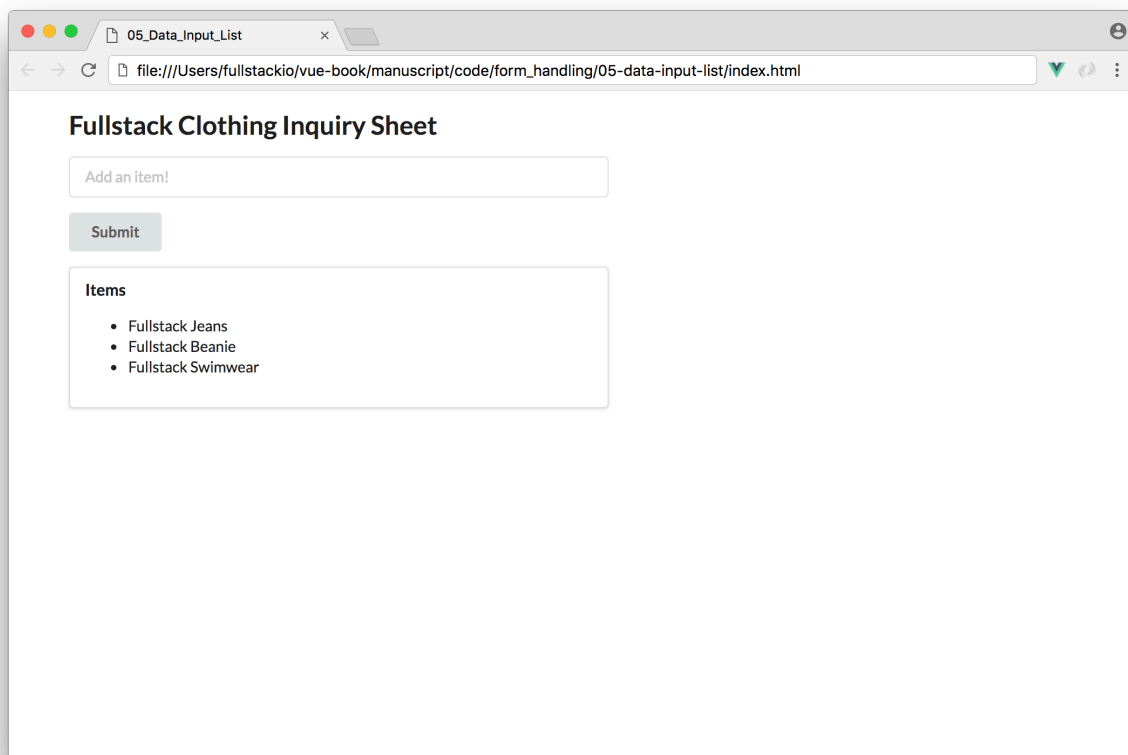 05_Data_Input_List
file:///Users/fullstackio/vue-book/manuscript/code/form_handling/05-data-input-list/index.html
Fullstack Clothing Inquiry Sheet
Add an item!
Submit
Items
Fullstack Jeans
Fullstack Beanie
Fullstack Swimwear